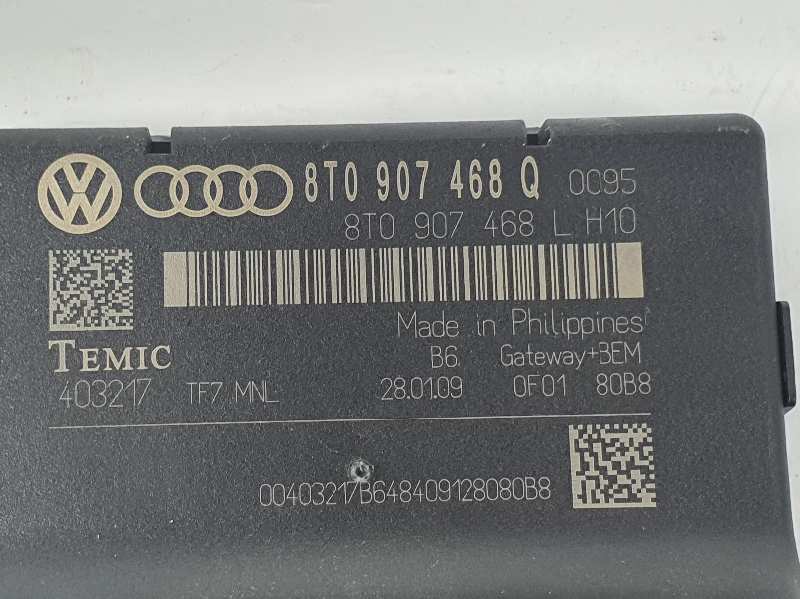 8T0 907 468 Q 0095
8T0 907 468 L H10
Made in Philippines
TEMIC B6. Gateway+BEM
403217 TF7 MNL 28.01.09 0F01 80B8
00403217B648409128080B8